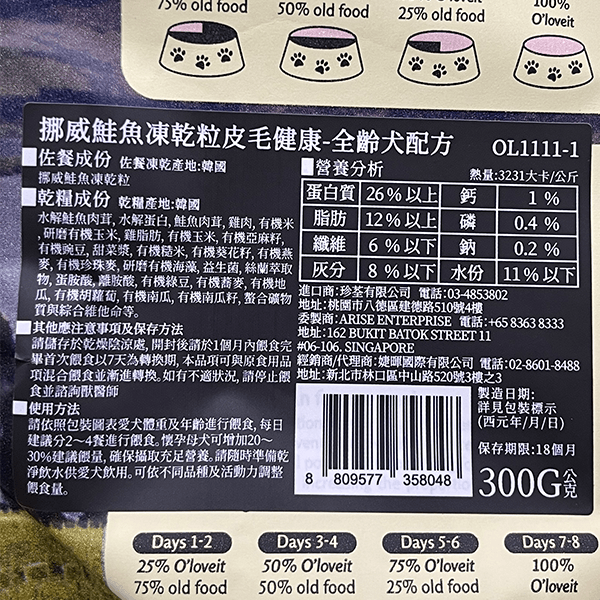 75% old food
50% old food
25% old food
100%
O'loveit
挪威鮭魚凍乾粒皮毛健康-全齡犬配方
OL1111-1
佐餐成份 佐餐凍乾產地:韓國
挪威鮭魚凍乾粒
乾糧成份 乾糧產地:韓國
水解鮭魚肉茸, 水解蛋白, 鮭魚肉茸, 雞肉, 有機米
, 研磨有機玉米, 雞脂肪, 有機玉米, 有機亞麻籽,
有機豌豆, 甜菜漿, 有機糙米, 有機葵花籽, 有機燕
麥, 有機珍珠麥, 研磨有機海藻, 益生菌, 絲蘭萃取
物, 蛋胺酸, 離胺酸, 有機綠豆, 有機蕎麥, 有機地
瓜, 有機胡蘿蔔, 有機南瓜, 有機南瓜籽, 螯合礦物
質與綜合維他命等。
其他應注意事項及保存方法
請儲存於乾燥陰涼處, 開封後請於1個月內餵食完
畢首次餵食以7天為轉換期, 本品項可與原食用品
項混合餵食並漸進轉換。如有不適狀況, 請停止餵
食並諮詢獸醫師
使用方法
請依照包裝圖表愛犬體重及年齡進行餵食, 每日
建議分2～4餐進行餵食。懷孕母犬可增加20～
30%建議餵量, 確保攝取充足營養。請隨時準備乾
淨飲水供愛犬飲用。可依不同品種及活動力調整
餵食量。
營養分析
熱量:3231大卡/公斤
蛋白質 26%以上 鈣 1%
脂肪 12%以上 磷 0.4%
纖維 6%以下 鈉 0.2%
灰分 8%以下 水份 11%以下
進口商: 珍荃有限公司 電話:03-4853802
地址:桃園市八德區建德路510號4樓
委製商: ARISE ENTERPRISE 電話:+65 8363 8333
地址:162 BUKIT BATOK STREET 11
#06-106. SINGAPORE
經銷商/代理商: 婕暉國際有限公司 電話:02-8601-8488
地址:新北市林口區中山路520號3樓之3
製造日期:
詳見包裝標示
(西元年/月/日)
保存期限:18個月
8 809577 358048
300G公克
Days 1-2
25% O'loveit
75% old food
Days 3-4
50% O'loveit
50% old food
Days 5-6
75% O'loveit
25% old food
Days 7-8
100%
O'loveit